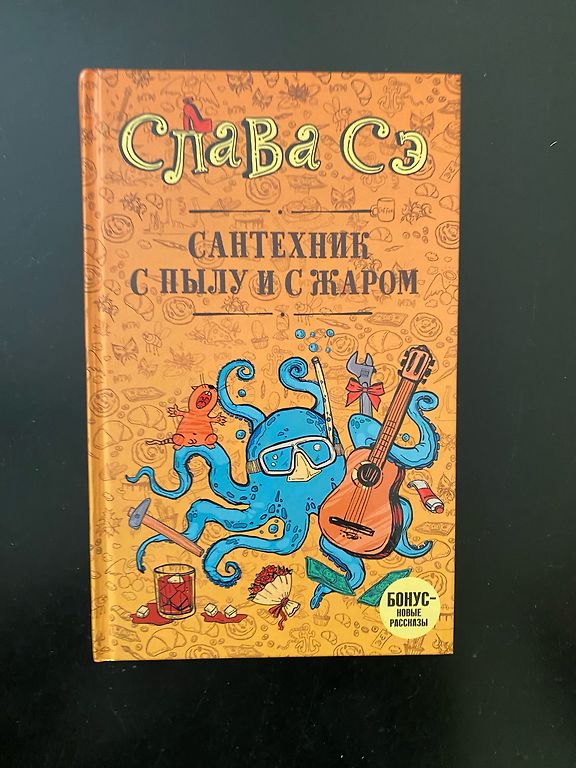 Слава Сэ
САНТЕХНИК
С ПЫЛУ И С ЖАРОМ
БОНУС-
НОВЫЕ
РАССКАЗЫ